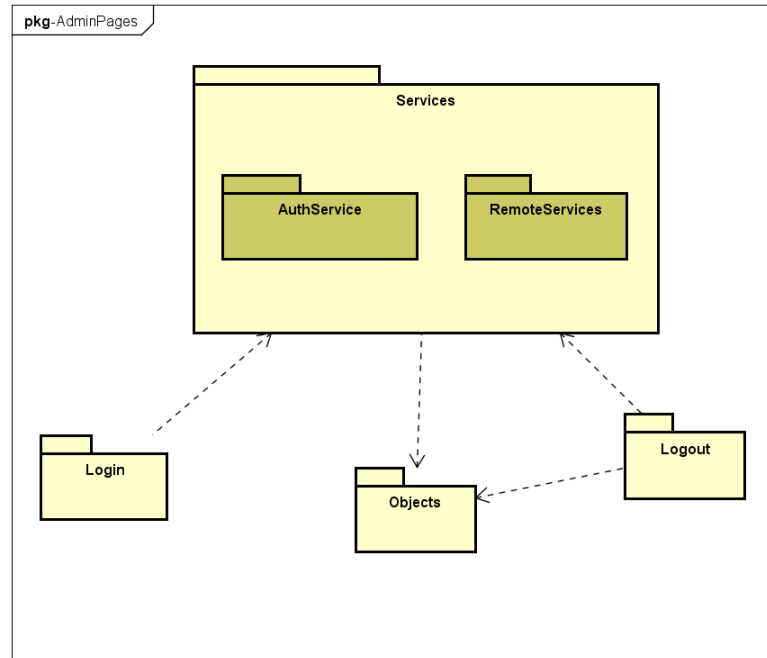 pkg-AdminPages
Services
AuthService
RemoteServices
Login
Logout
Objects